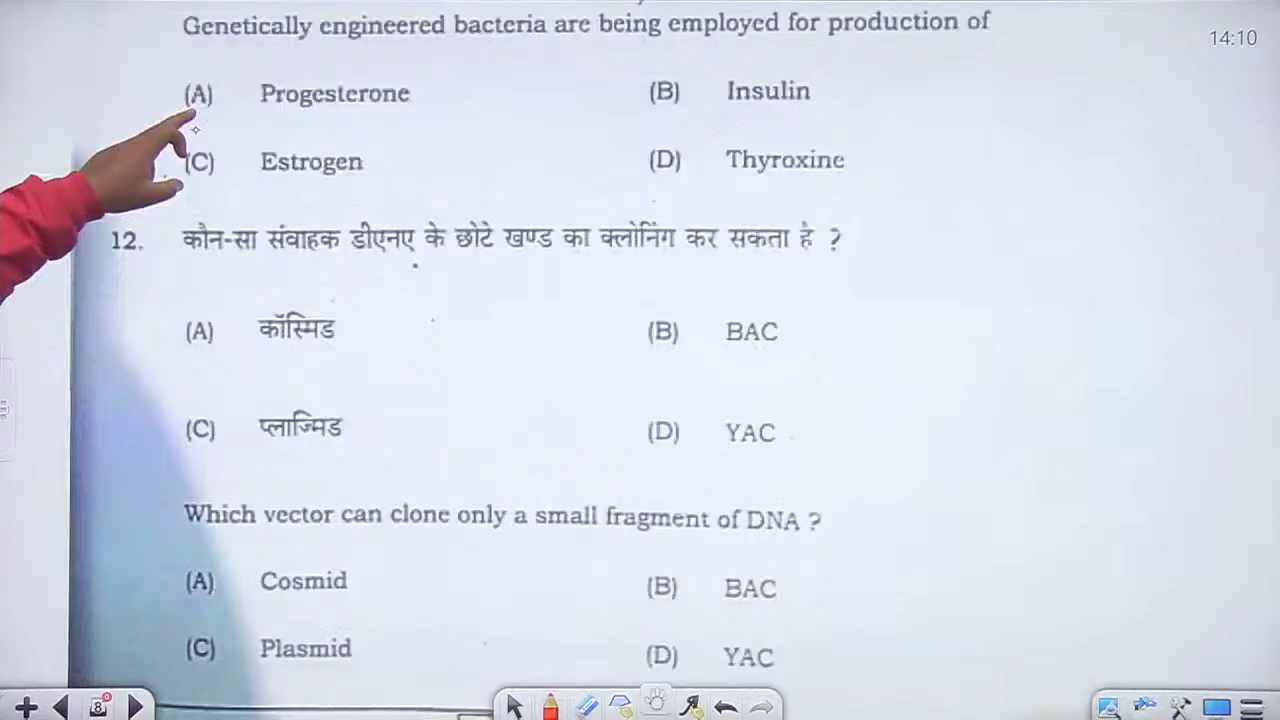 Genetically engineered bacteria are being employed for production of
14:10
(A) Progesterone (B) Insulin
(C) Estrogen (D) Thyroxine
12. कौन-सा संवाहक डीएनए के छोटे खण्ड का क्लोनिंग कर सकता है ?
(A) कॉस्मिड (B) BAC
(C) प्लाज्मिड (D) YAC
Which vector can clone only a small fragment of DNA ?
(A) Cosmid (B) BAC
(C) Plasmid (D) YAC
8